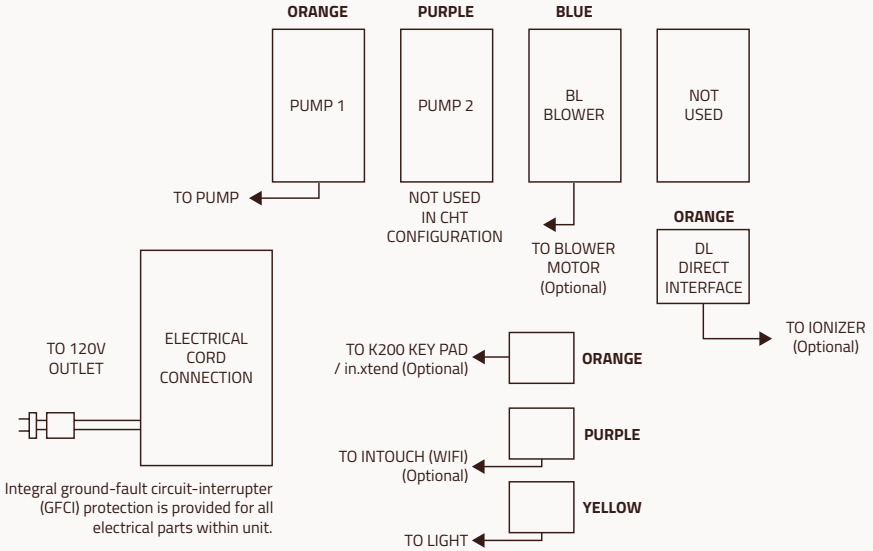 ORANGE
PURPLE
BLUE
PUMP 1
PUMP 2
BL
BLOWER
NOT
USED
TO PUMP
NOT USED
IN CHT
CONFIGURATION
TO BLOWER
MOTOR
(Optional)
ORANGE
DL
DIRECT
INTERFACE
TO IONIZER
(Optional)
TO 120V
OUTLET
ELECTRICAL
CORD
CONNECTION
Integral ground-fault circuit-interrupter
(GFCI) protection is provided for all
electrical parts within unit.
TO K200 KEY PAD
/ in.xtend (Optional)
ORANGE
TO INTOUCH (WIFI)
(Optional)
PURPLE
TO LIGHT
YELLOW